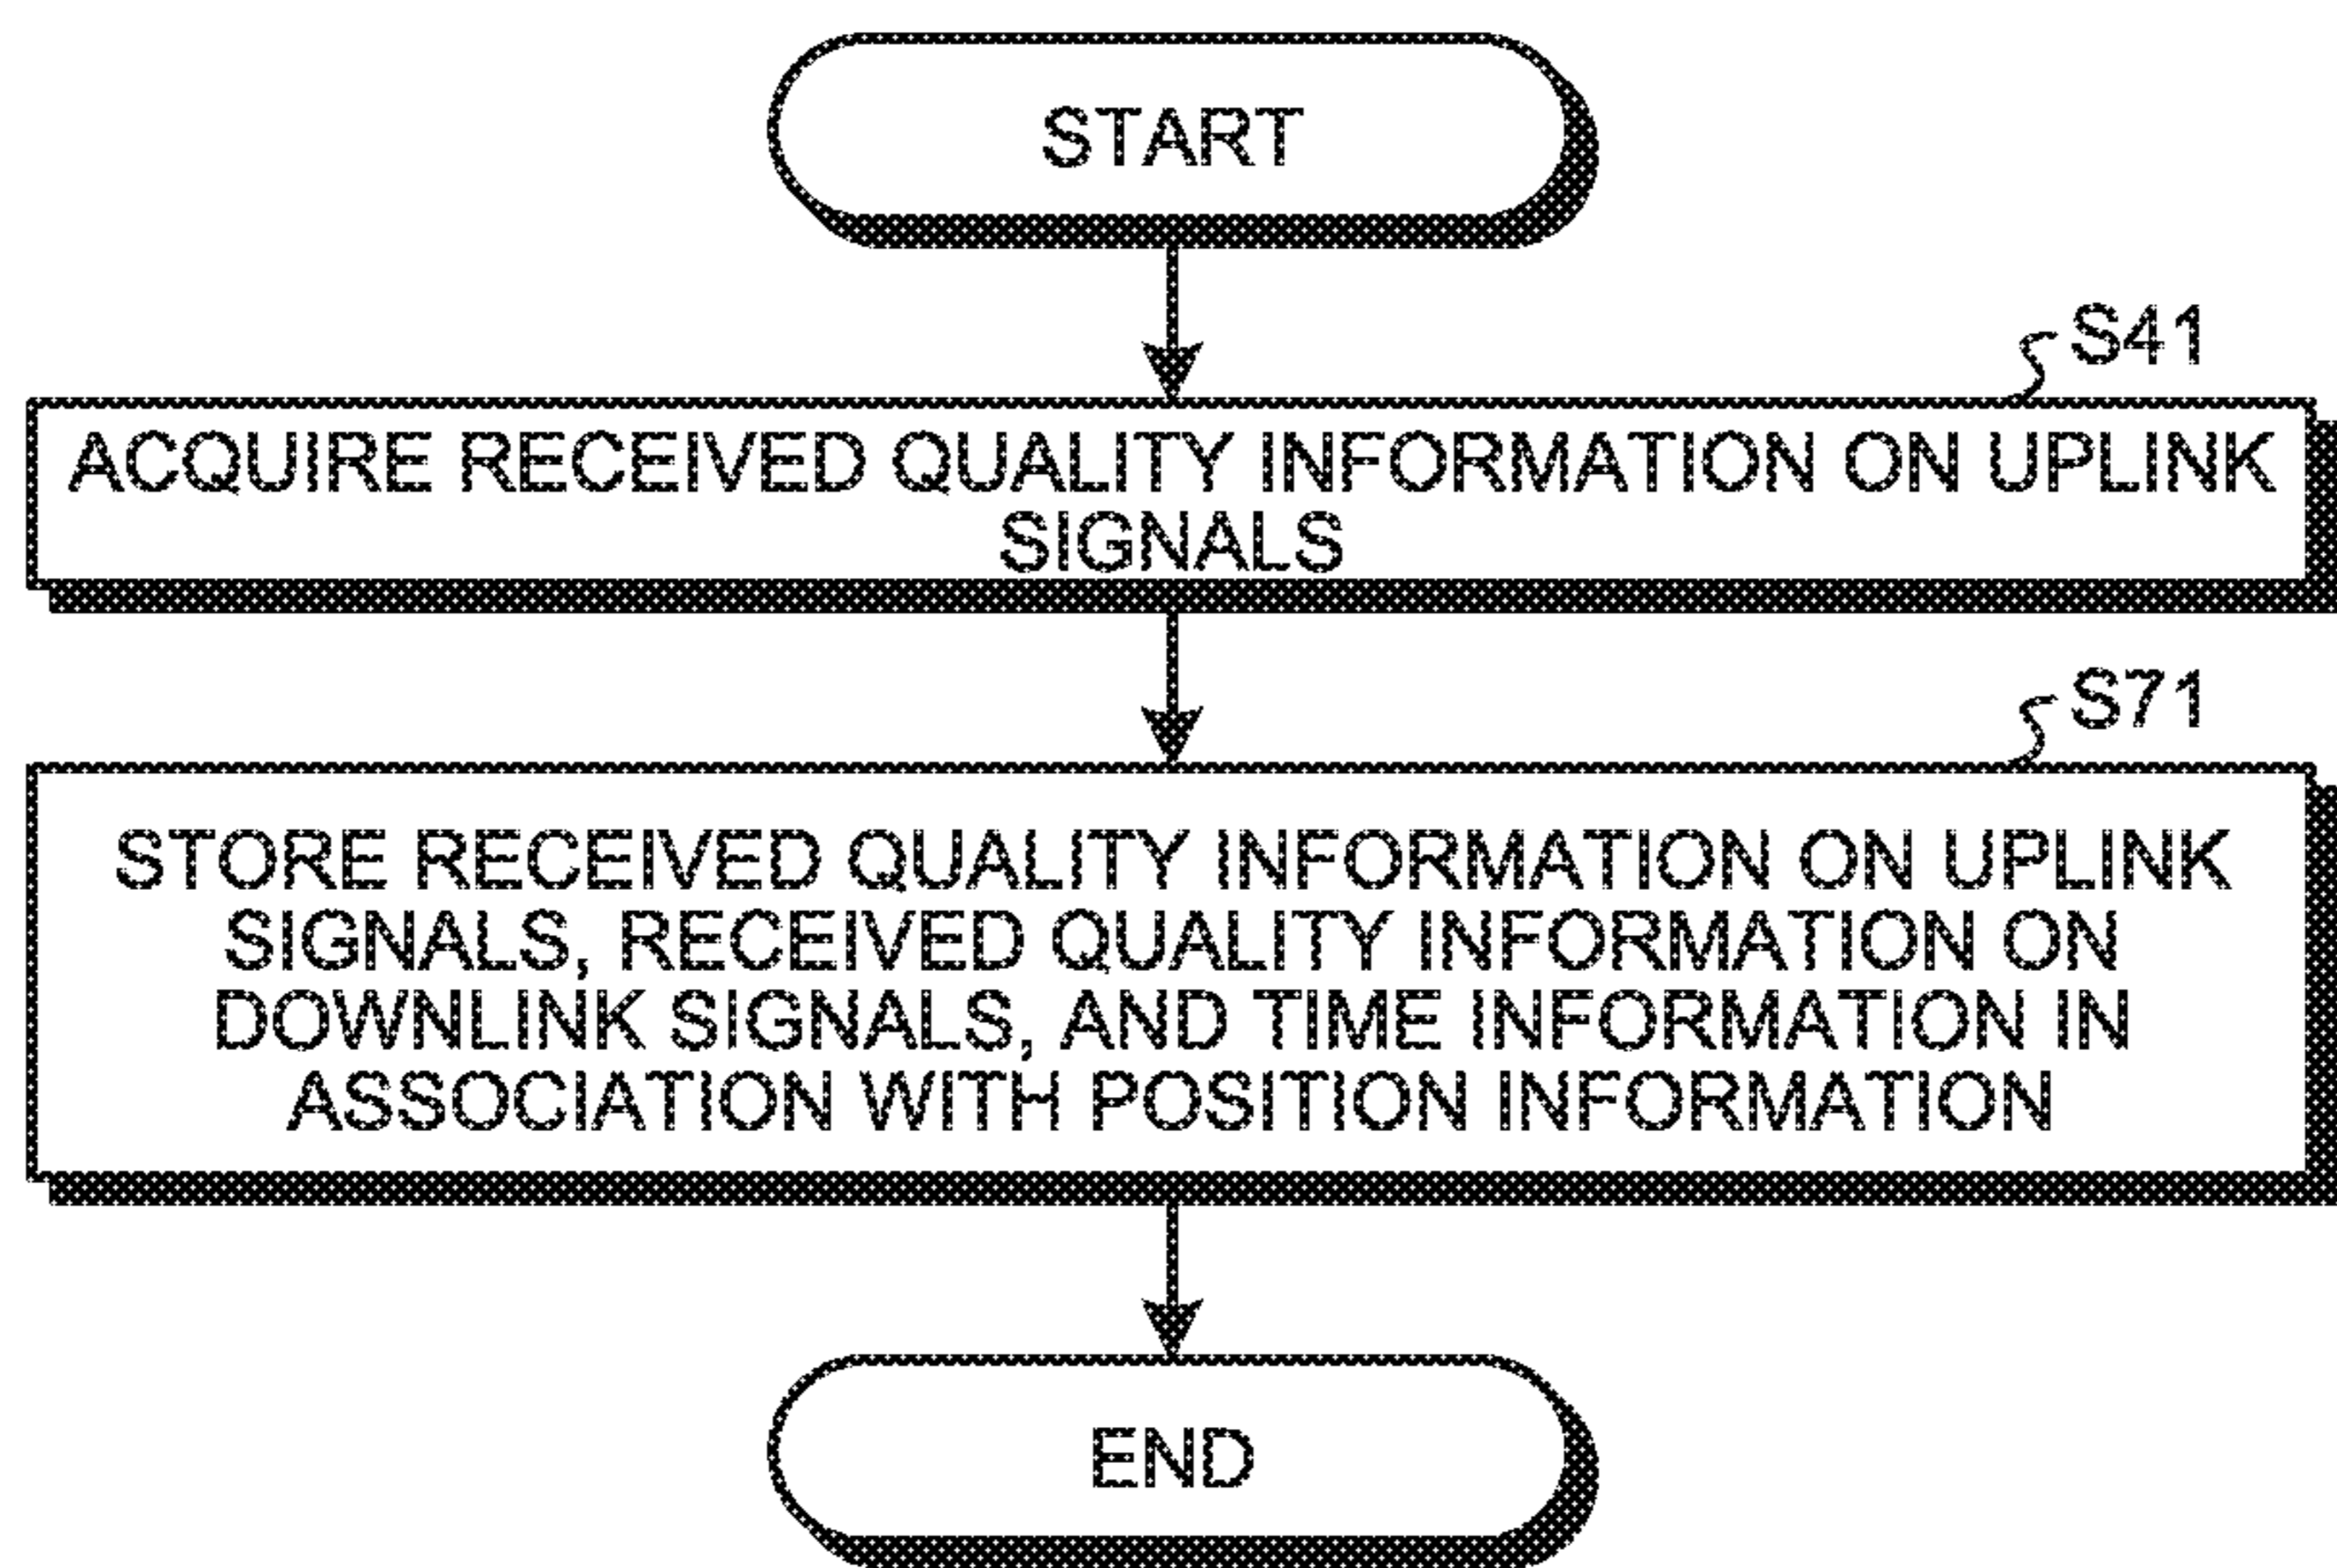 START
S41
ACQUIRE RECEIVED QUALITY INFORMATION ON UPLINK
SIGNALS
S71
STORE RECEIVED QUALITY INFORMATION ON UPLINK
SIGNALS, RECEIVED QUALITY INFORMATION ON
DOWNLINK SIGNALS, AND TIME INFORMATION IN
ASSOCIATION WITH POSITION INFORMATION
END